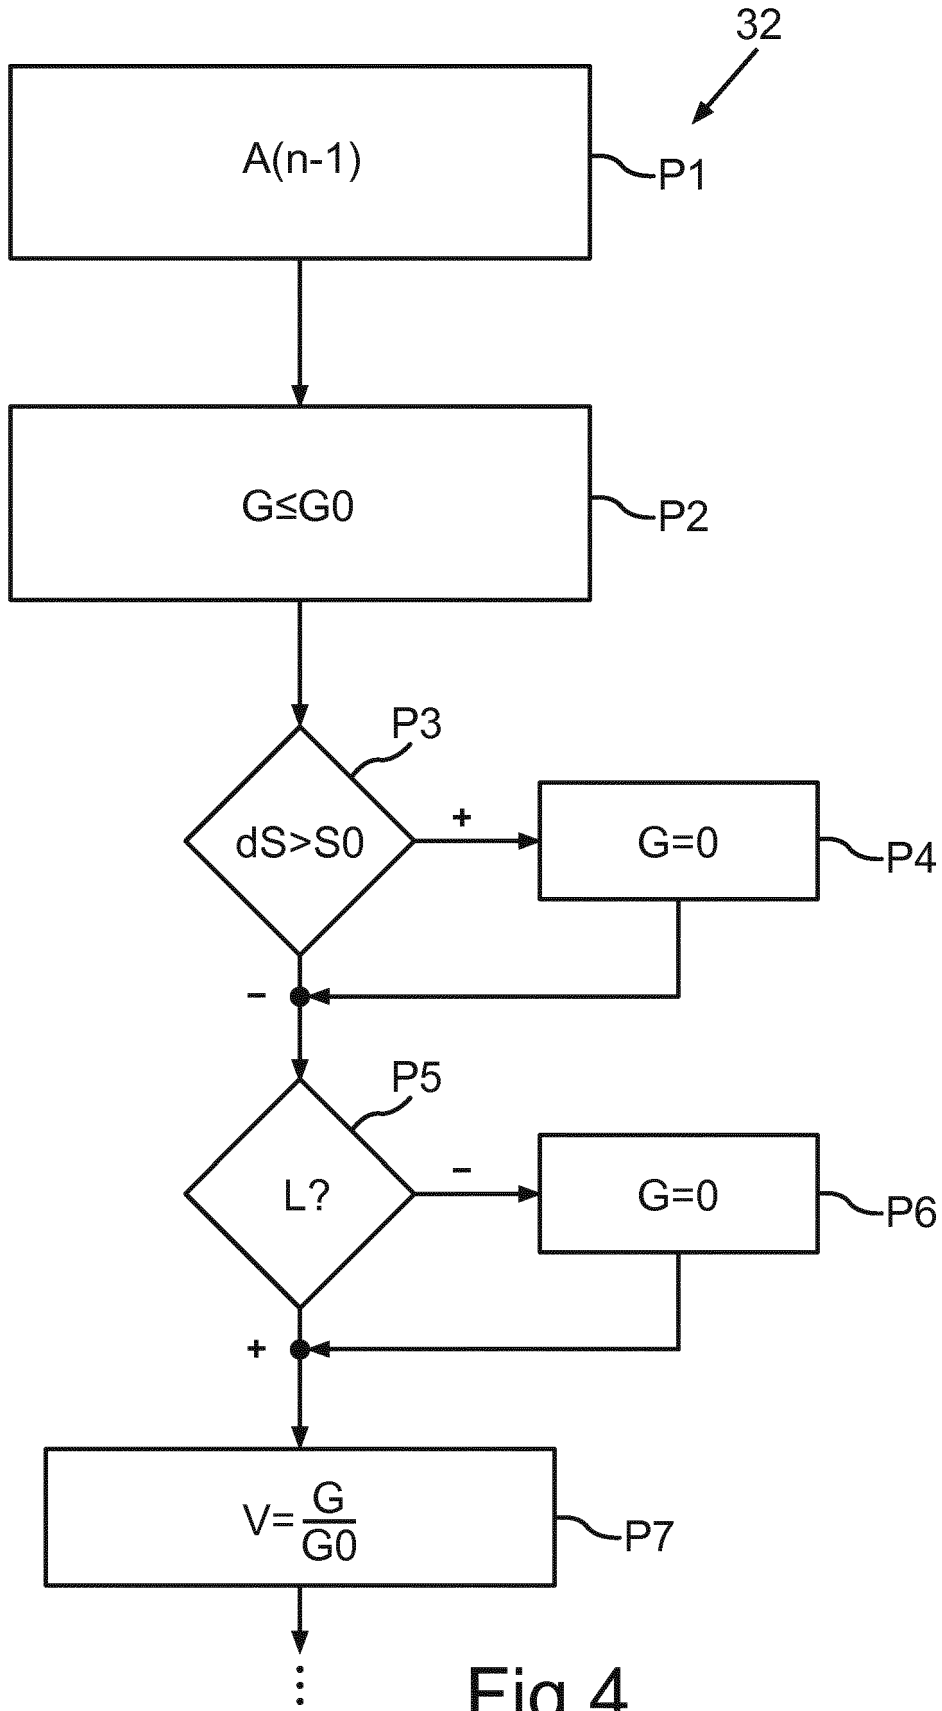 32
A(n-1)
P1
G≤G0
P2
P3
dS>S0
+
G=0
P4
–
P5
L?
–
G=0
P6
+
V=G/G0
P7
⋮
Fig 4